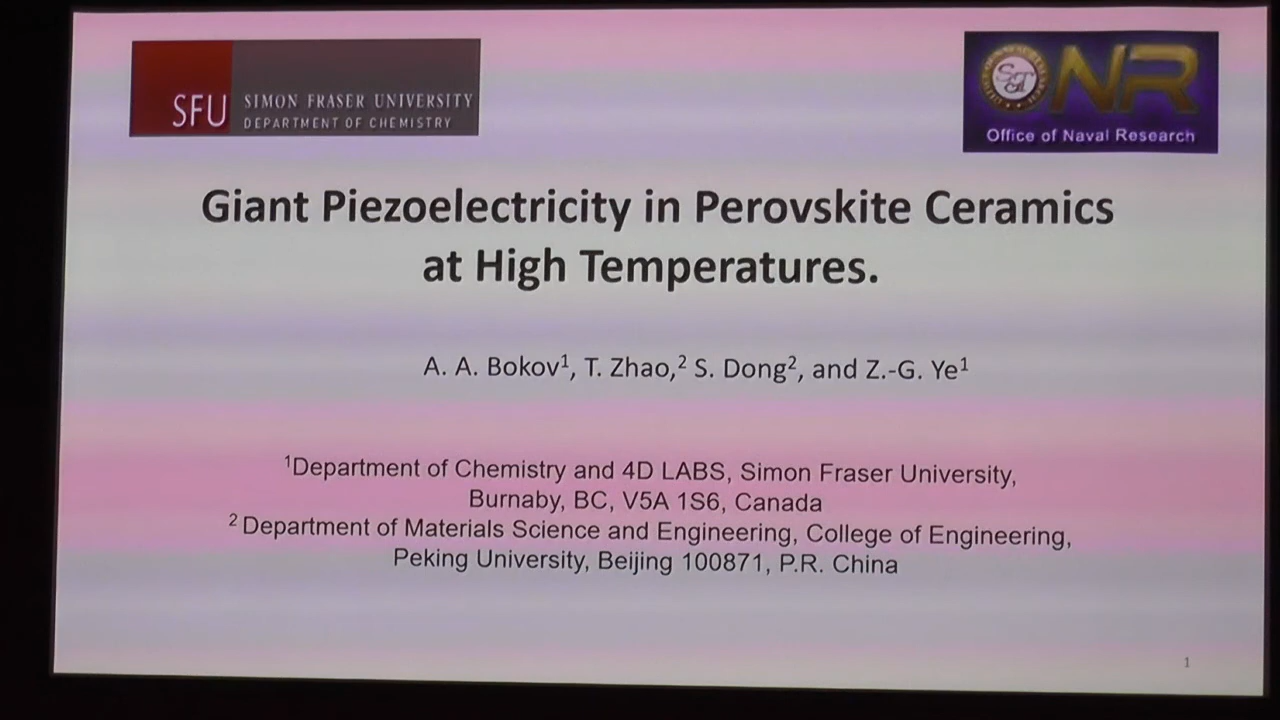 SFU SIMON FRASER UNIVERSITY
DEPARTMENT OF CHEMISTRY
ONR
Office of Naval Research
Giant Piezoelectricity in Perovskite Ceramics
at High Temperatures.
A. A. Bokov¹, T. Zhao,² S. Dong², and Z.-G. Ye¹
¹Department of Chemistry and 4D LABS, Simon Fraser University,
Burnaby, BC, V5A 1S6, Canada
² Department of Materials Science and Engineering, College of Engineering,
Peking University, Beijing 100871, P.R. China
1